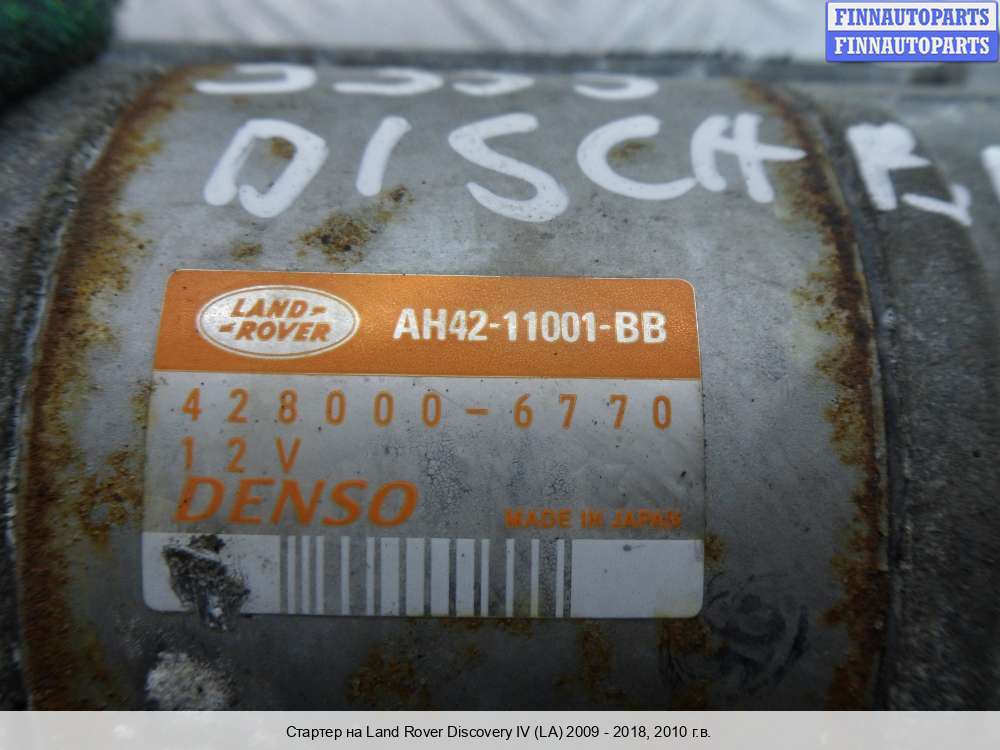 FINNAUTOPARTS
FINNAUTOPARTS
DISCH
LAND-
-ROVER
AH42-11001-BB
428000-6770
12V
DENSO
MADE IN JAPAN
Стартер на Land Rover Discovery IV (LA) 2009 - 2018, 2010 г.в.